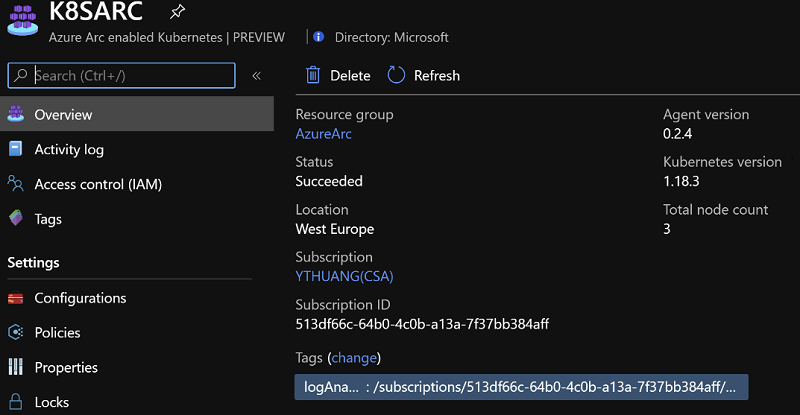 K8SARC
Azure Arc enabled Kubernetes | PREVIEW
Directory: Microsoft
Search (Ctrl+/)
«
Overview
Activity log
Access control (IAM)
Tags
Settings
Configurations
Policies
Properties
Locks
Delete
Refresh
Resource group
AzureArc
Status
Succeeded
Location
West Europe
Subscription
YTHUANG(CSA)
Subscription ID
513df66c-64b0-4c0b-a13a-7f37bb384aff
Tags (change)
logAna... : /subscriptions/513df66c-64b0-4c0b-a13a-7f37bb384aff/...
Agent version
0.2.4
Kubernetes version
1.18.3
Total node count
3